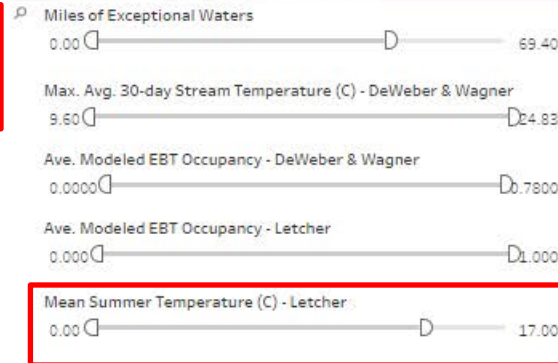 Miles of Exceptional Waters
0.00 69.40
Max. Avg. 30-day Stream Temperature (C) - DeWeber & Wagner
9.60 24.83
Ave. Modeled EBT Occupancy - DeWeber & Wagner
0.0000 0.7800
Ave. Modeled EBT Occupancy - Letcher
0.000 1.000
Mean Summer Temperature (C) - Letcher
0.00 17.00